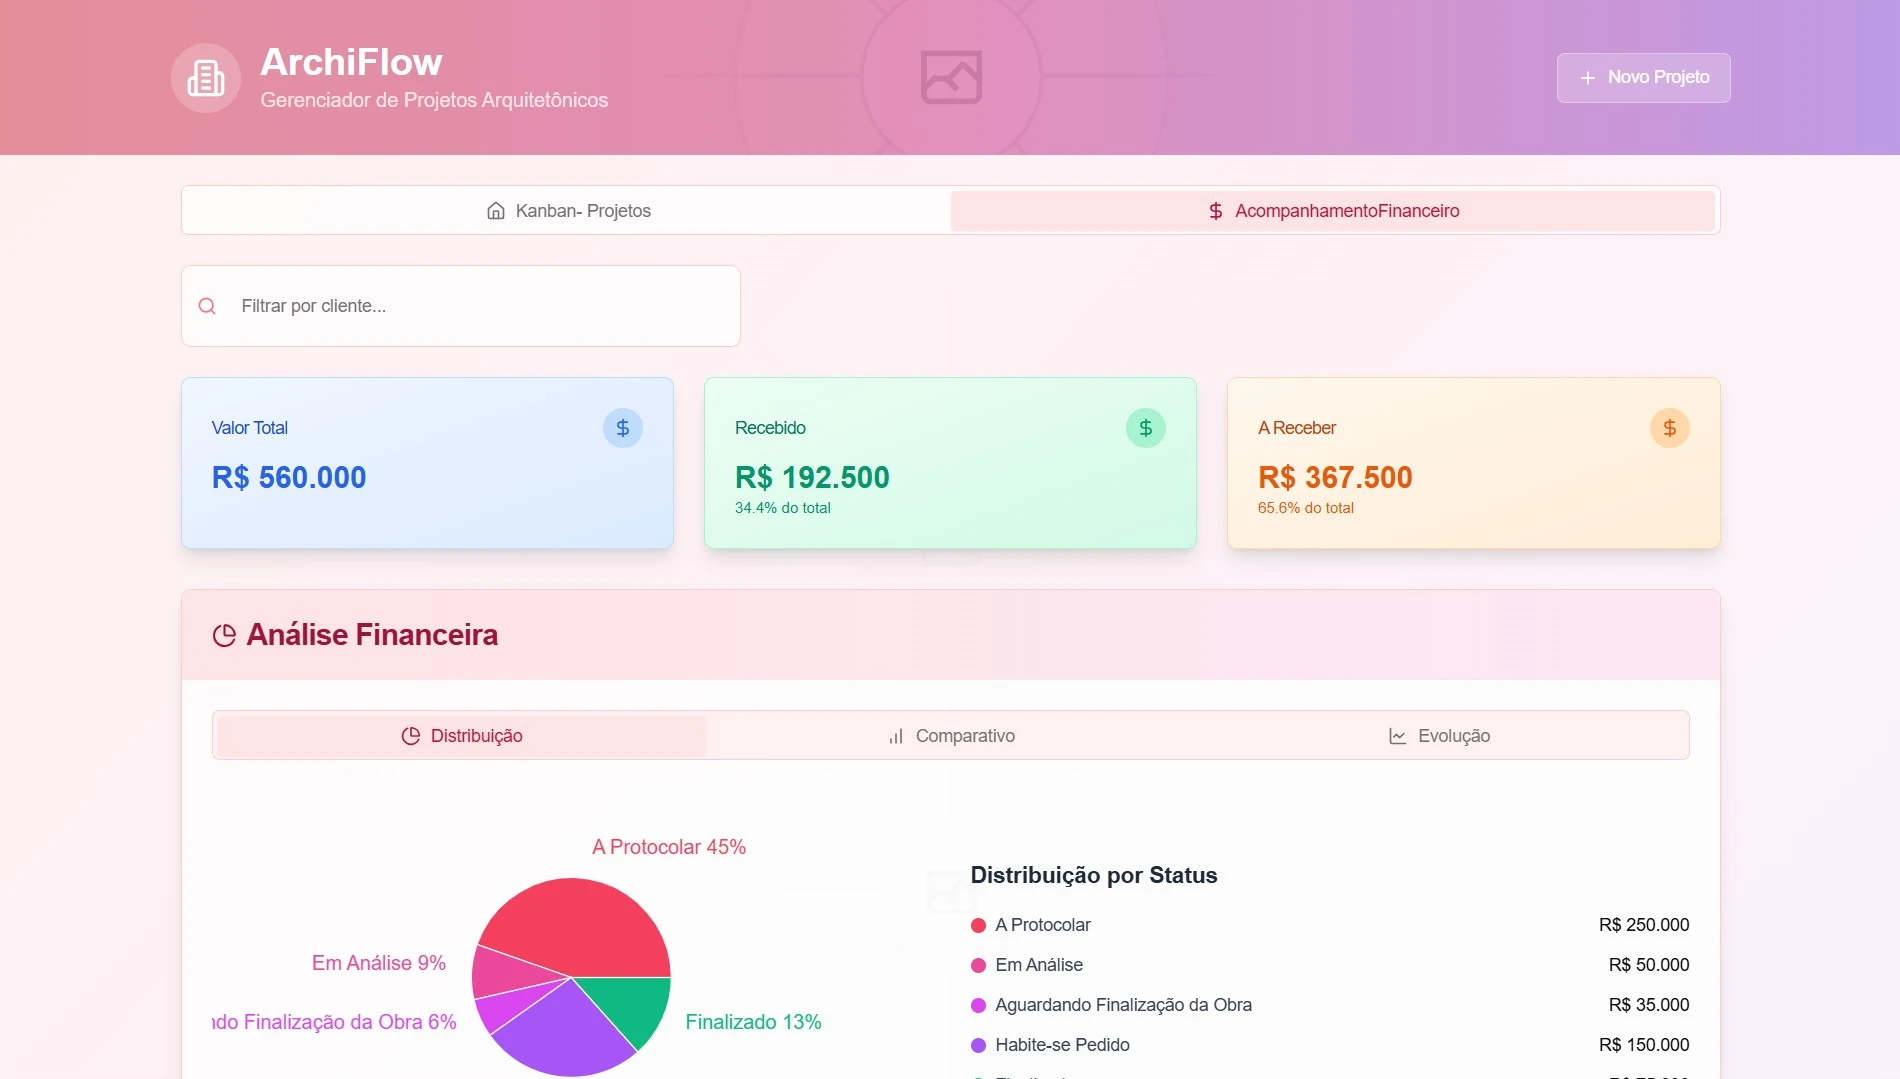 ArchiFlow
Gerenciador de Projetos Arquitetônicos
Novo Projeto
Kanban- Projetos
AcompanhamentoFinanceiro
Filtrar por cliente...
Valor Total
R$ 560.000
Recebido
R$ 192.500
34.4% do total
A Receber
R$ 367.500
65.6% do total
Análise Financeira
Distribuição
Comparativo
Evolução
A Protocolar 45%
Em Análise 9%
Finalização da Obra 6%
Finalizado 13%
Distribuição por Status
A Protocolar
R$ 250.000
Em Análise
R$ 50.000
Aguardando Finalização da Obra
R$ 35.000
Habite-se Pedido
R$ 150.000